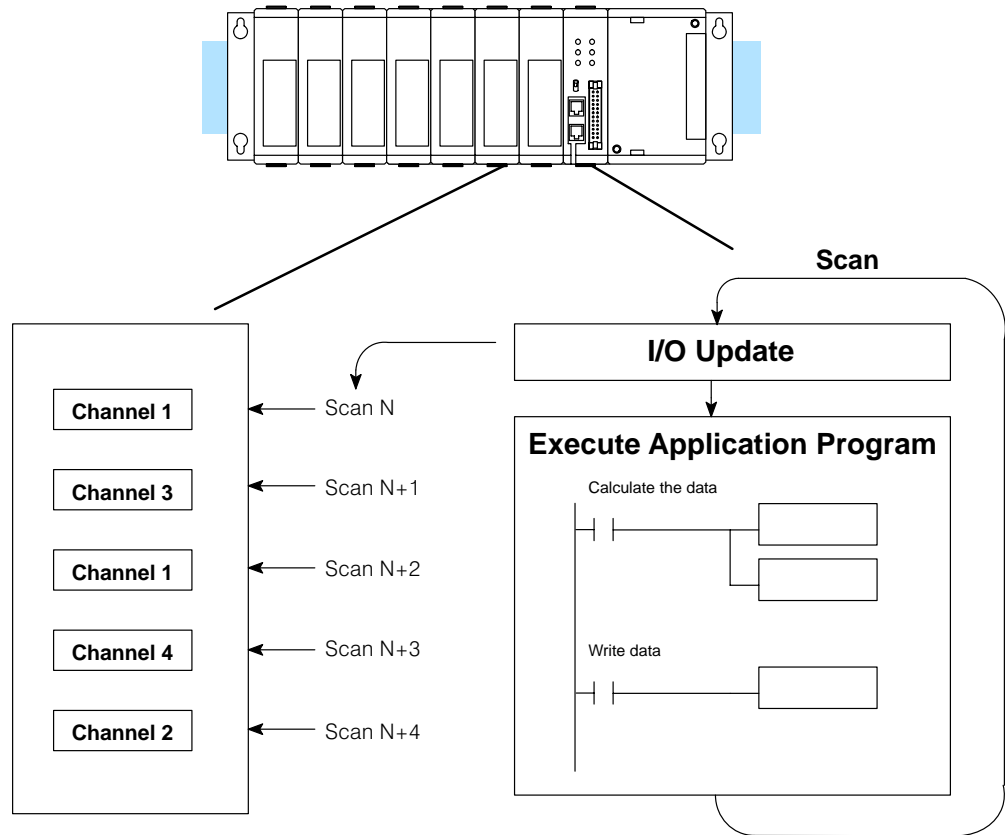 Scan
I/O Update
Channel 1
Scan N
Execute Application Program
Calculate the data
Channel 3
Scan N+1
Channel 1
Scan N+2
Write data
Channel 4
Scan N+3
Channel 2
Scan N+4